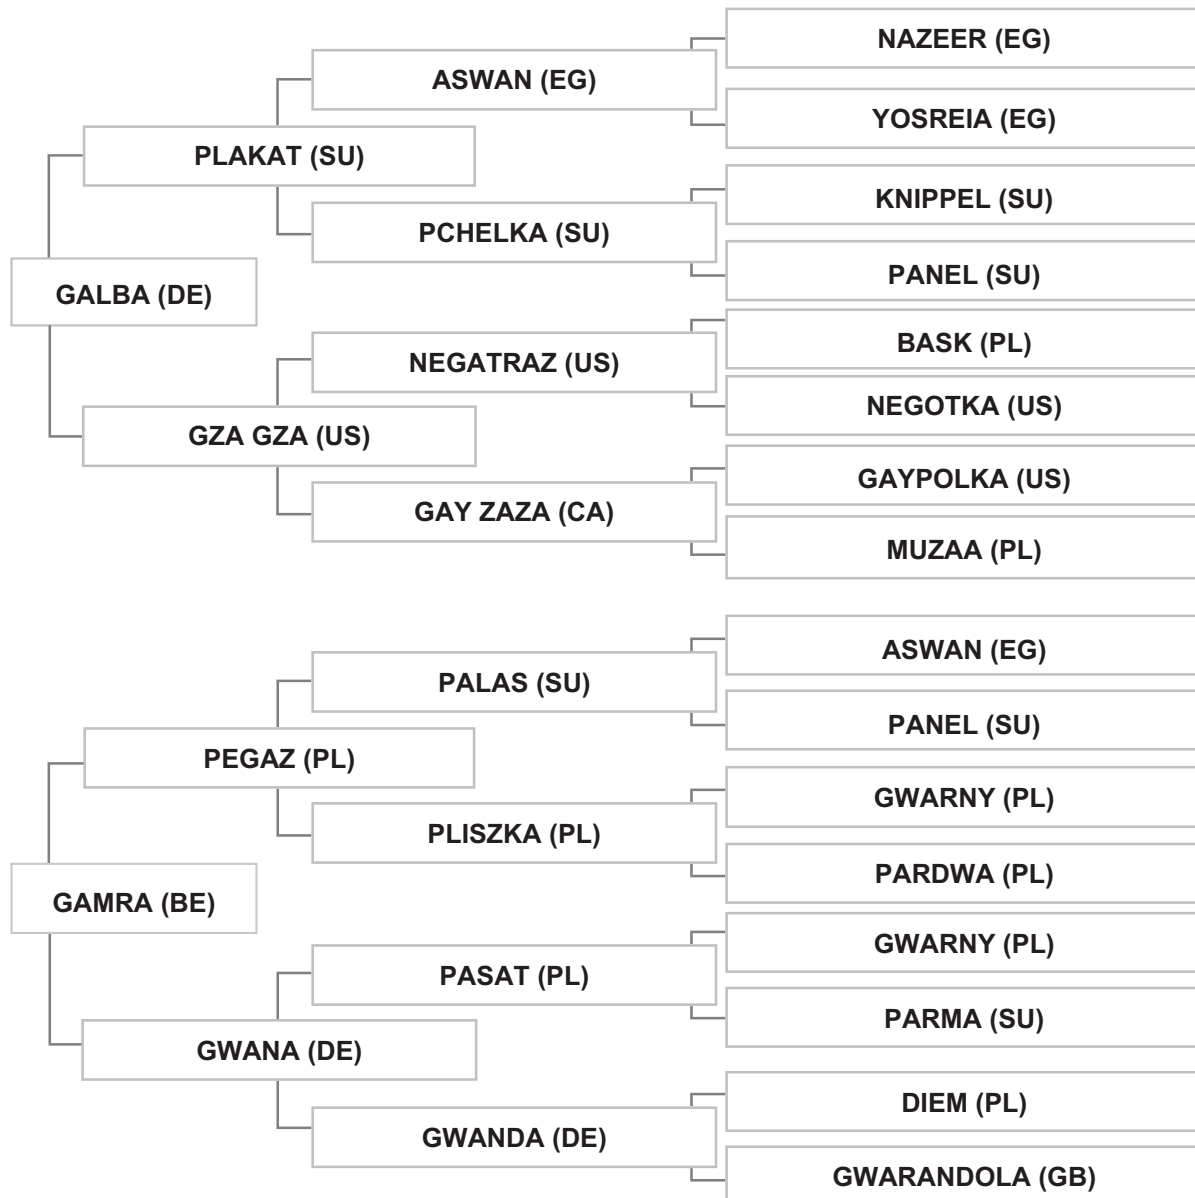 NAZEER (EG)
ASWAN (EG)
YOSREIA (EG)
PLAKAT (SU)
KNIPPEL (SU)
PCHELKA (SU)
PANEL (SU)
GALBA (DE)
BASK (PL)
NEGATRAZ (US)
NEGOTKA (US)
GZA GZA (US)
GAYPOLKA (US)
GAY ZAZA (CA)
MUZAA (PL)
ASWAN (EG)
PALAS (SU)
PANEL (SU)
PEGAZ (PL)
GWARNY (PL)
PLISZKA (PL)
PARDWA (PL)
GAMRA (BE)
GWARNY (PL)
PASAT (PL)
PARMA (SU)
GWANA (DE)
DIEM (PL)
GWANDA (DE)
GWARANDOLA (GB)